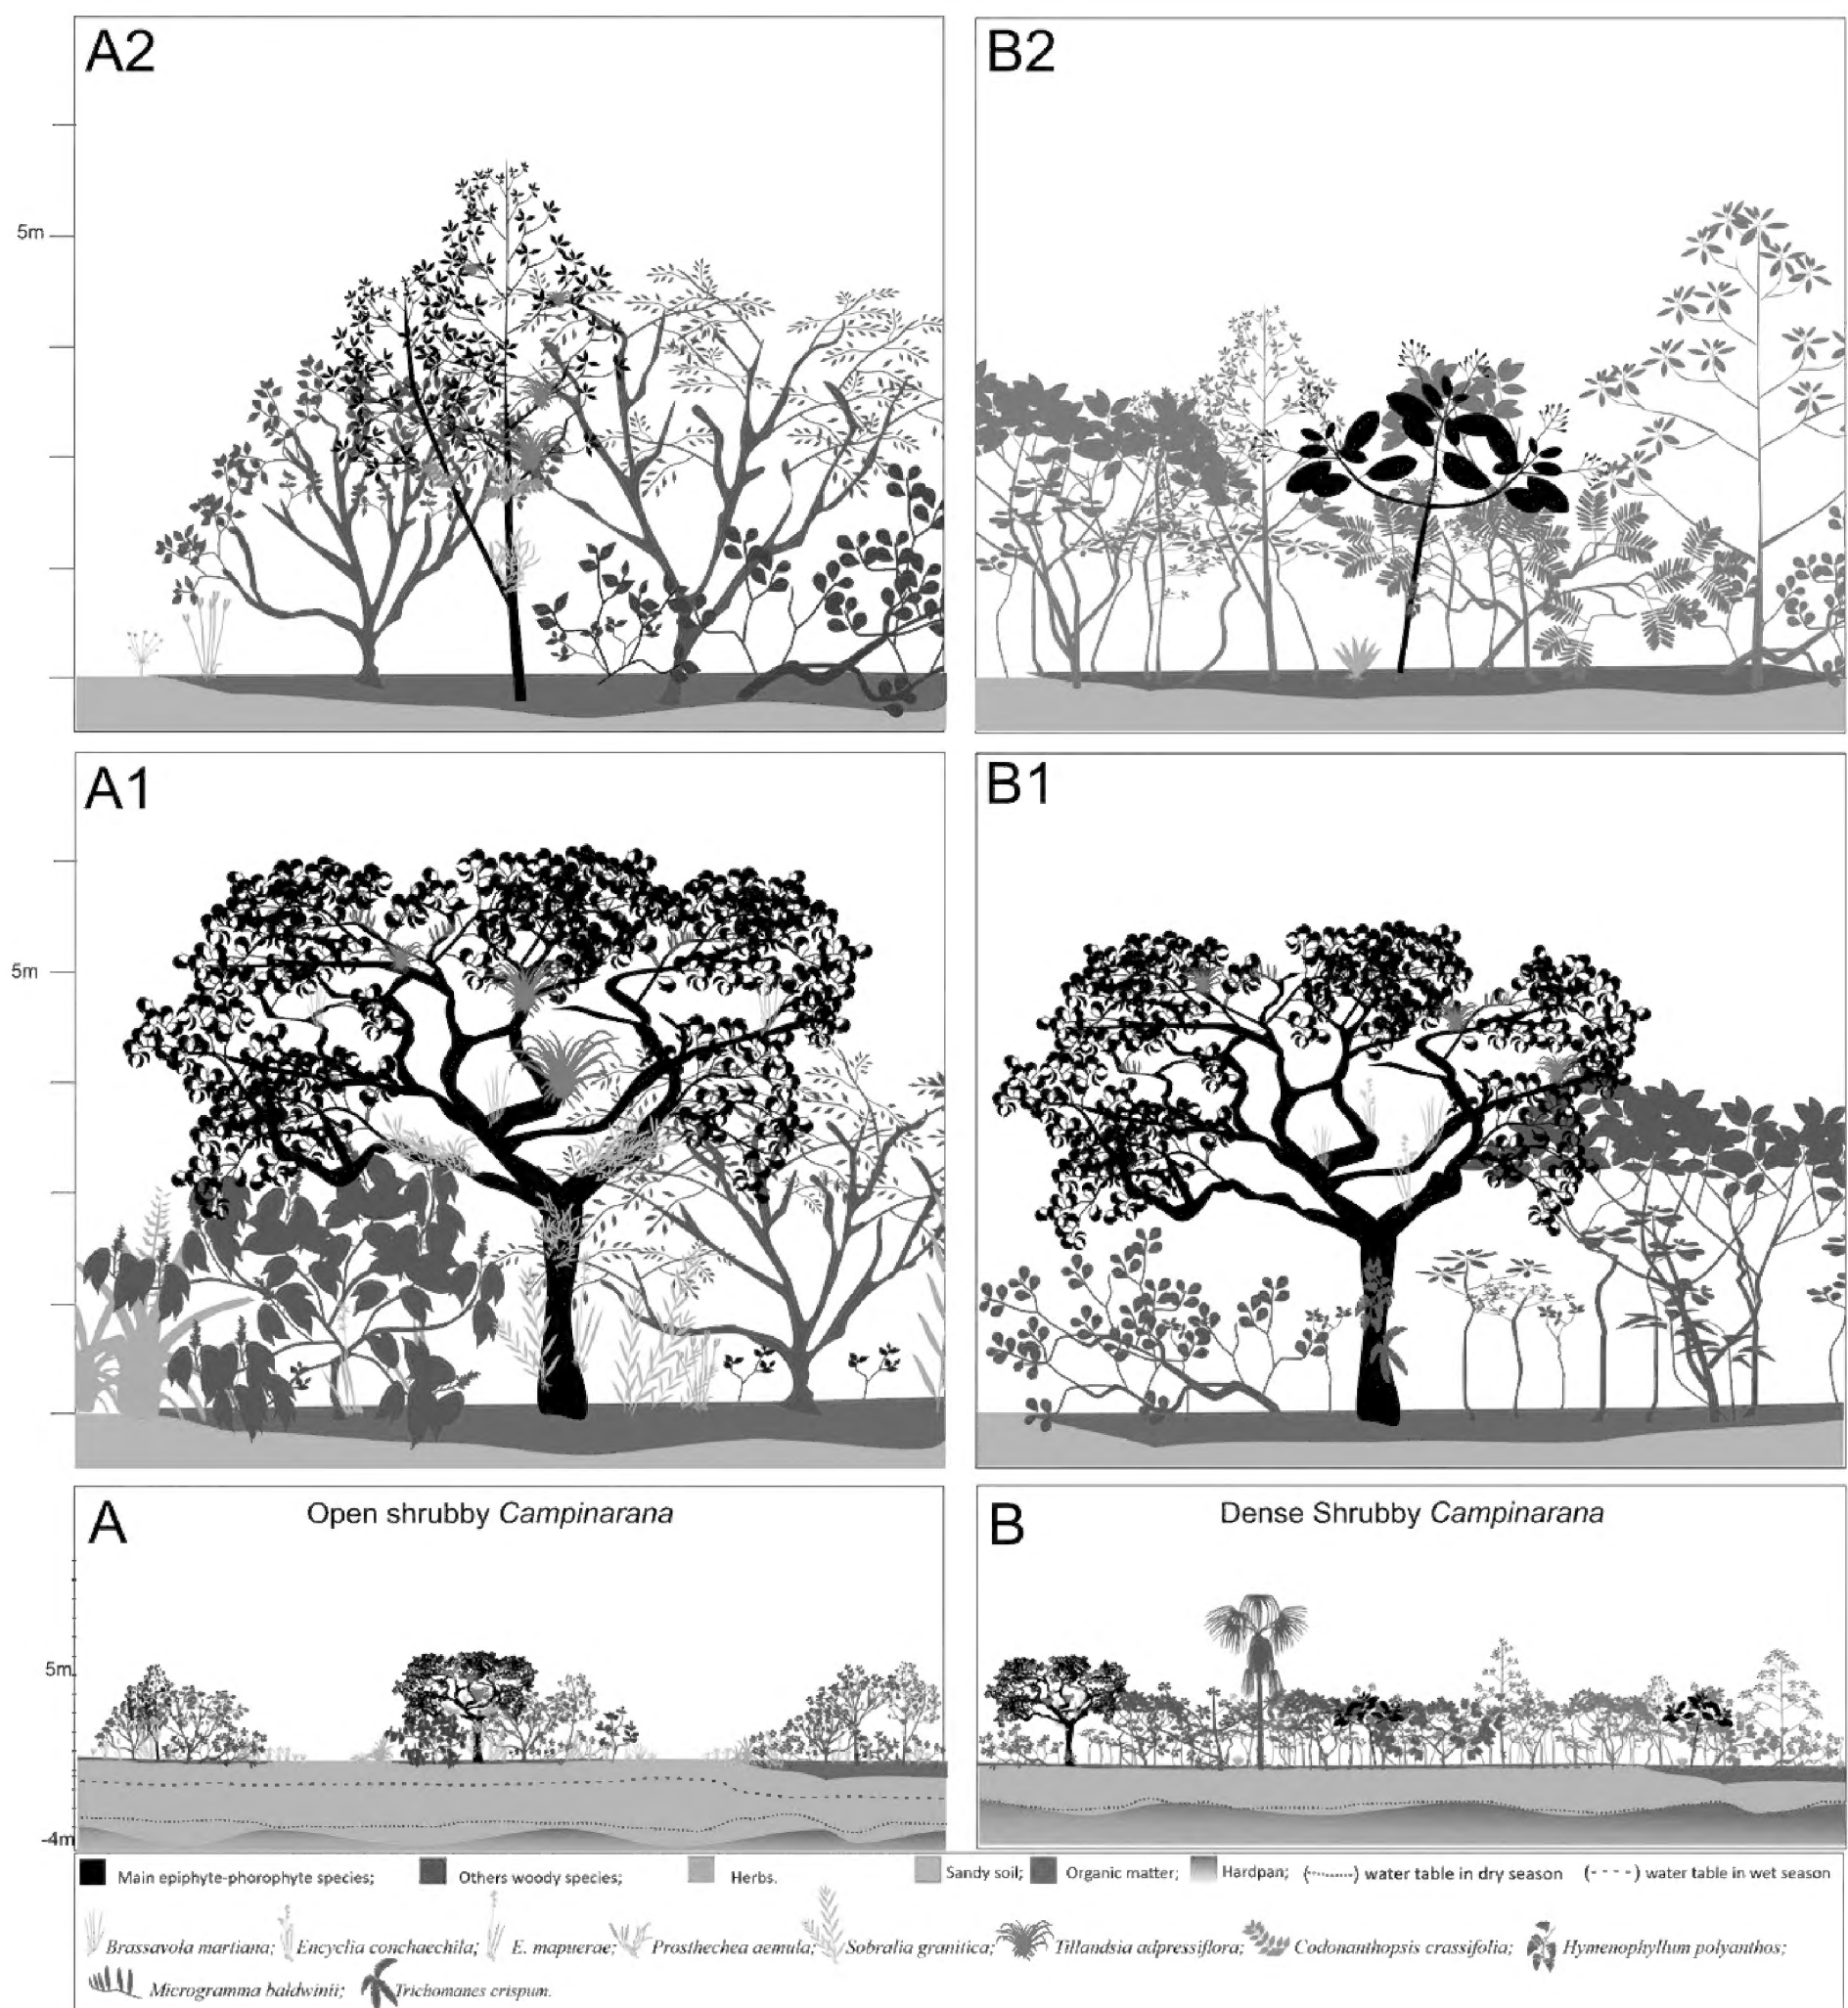 A2
B2
5m
A1
B1
5m
A Open shrubby Campinarana
B Dense Shrubby Campinarana
5m
-4m
Main epiphyte-phorophyte species; Others woody species; Herbs. Sandy soil; Organic matter; Hardpan; (·········) water table in dry season (- - - -) water table in wet season
Brassavola martiana; Encyclia conchaechila; E. mapuerae; Prosthechea aemula; Sobralia granitica; Tillandsia adpressiflora; Codonanthopsis crassifolia; Hymenophyllum polyanthos;
Microgramma baldwinii; Trichomanes crispum.